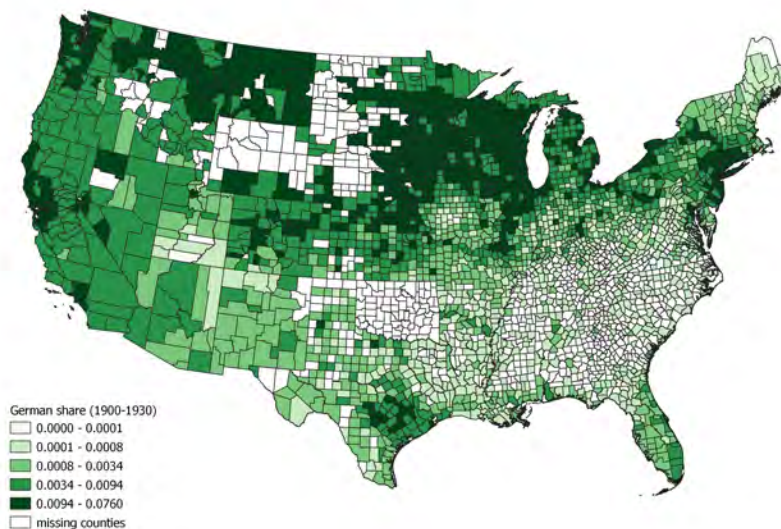 German share (1900-1930)
0.0000 - 0.0001
0.0001 - 0.0008
0.0008 - 0.0034
0.0034 - 0.0094
0.0094 - 0.0760
missing counties